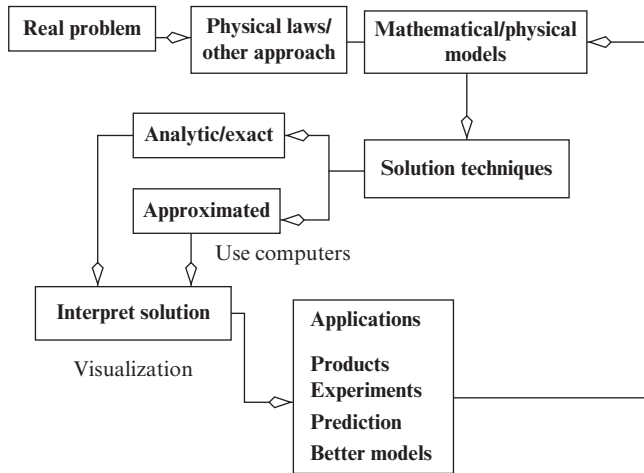 Real problem
Physical laws/
other approach
Mathematical/physical
models
Analytic/exact
Solution techniques
Approximated
Use computers
Interpret solution
Visualization
Applications
Products
Experiments
Prediction
Better models